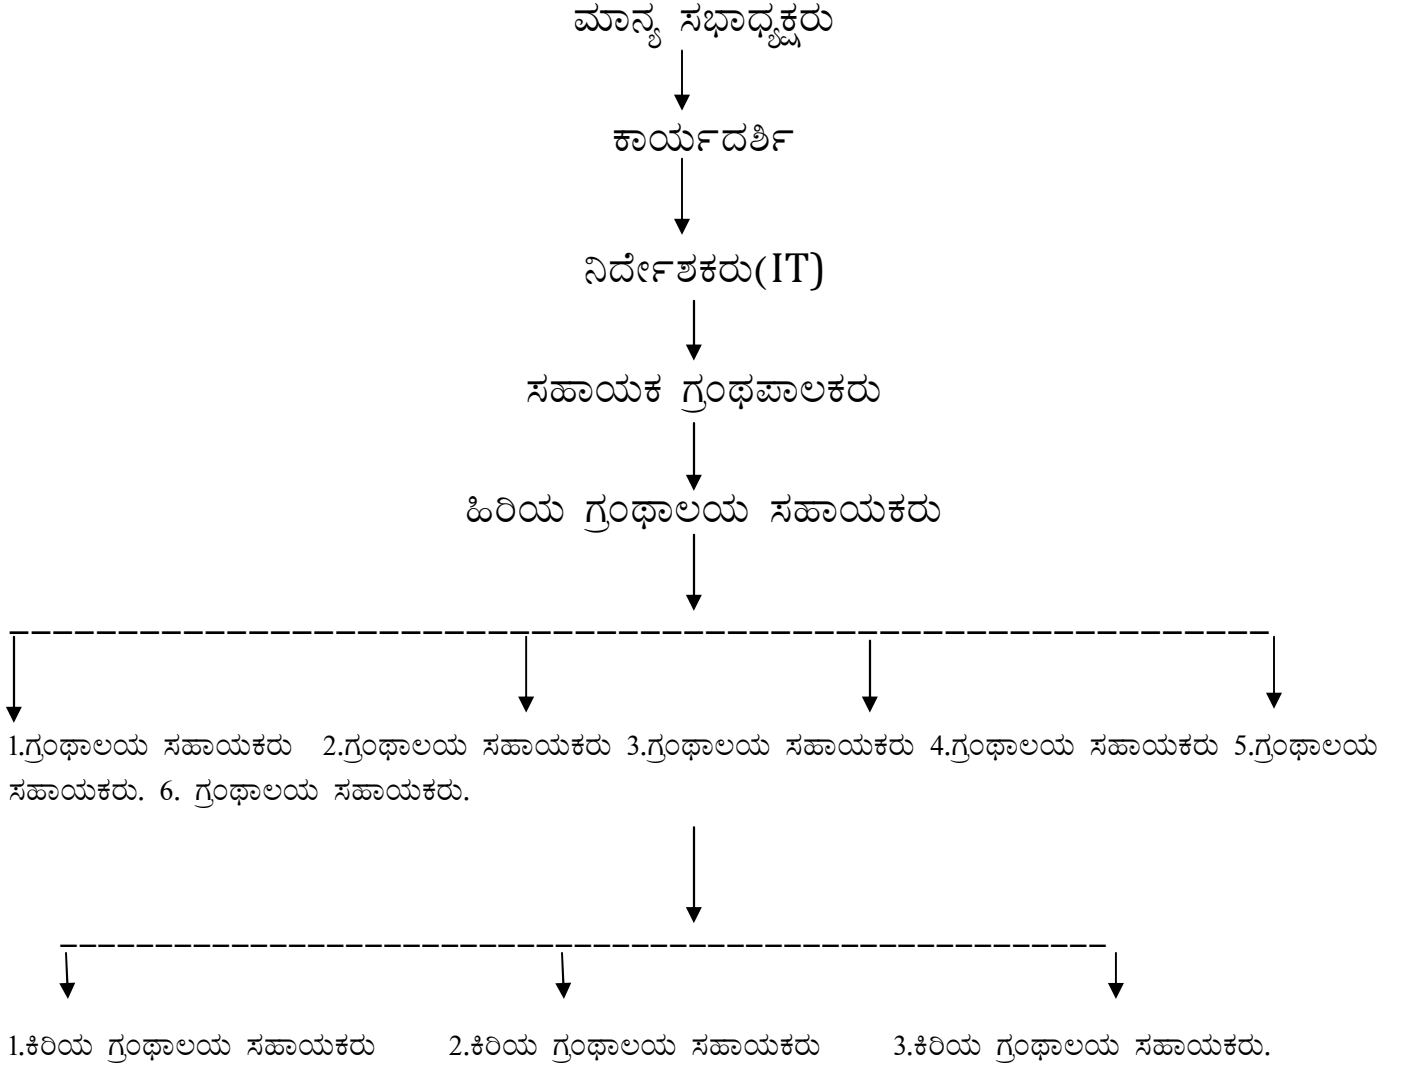 ಮಾನ್ಯ ಸಭಾಧ್ಯಕ್ಷರು
ಕಾರ್ಯದರ್ಶಿ
ನಿರ್ದೇಶಕರು(IT)
ಸಹಾಯಕ ಗ್ರಂಥಪಾಲಕರು
ಹಿರಿಯ ಗ್ರಂಥಾಲಯ ಸಹಾಯಕರು
1.ಗ್ರಂಥಾಲಯ ಸಹಾಯಕರು 2.ಗ್ರಂಥಾಲಯ ಸಹಾಯಕರು 3.ಗ್ರಂಥಾಲಯ ಸಹಾಯಕರು 4.ಗ್ರಂಥಾಲಯ ಸಹಾಯಕರು 5.ಗ್ರಂಥಾಲಯ
ಸಹಾಯಕರು. 6. ಗ್ರಂಥಾಲಯ ಸಹಾಯಕರು.
1.ಕಿರಿಯ ಗ್ರಂಥಾಲಯ ಸಹಾಯಕರು 2.ಕಿರಿಯ ಗ್ರಂಥಾಲಯ ಸಹಾಯಕರು 3.ಕಿರಿಯ ಗ್ರಂಥಾಲಯ ಸಹಾಯಕರು.